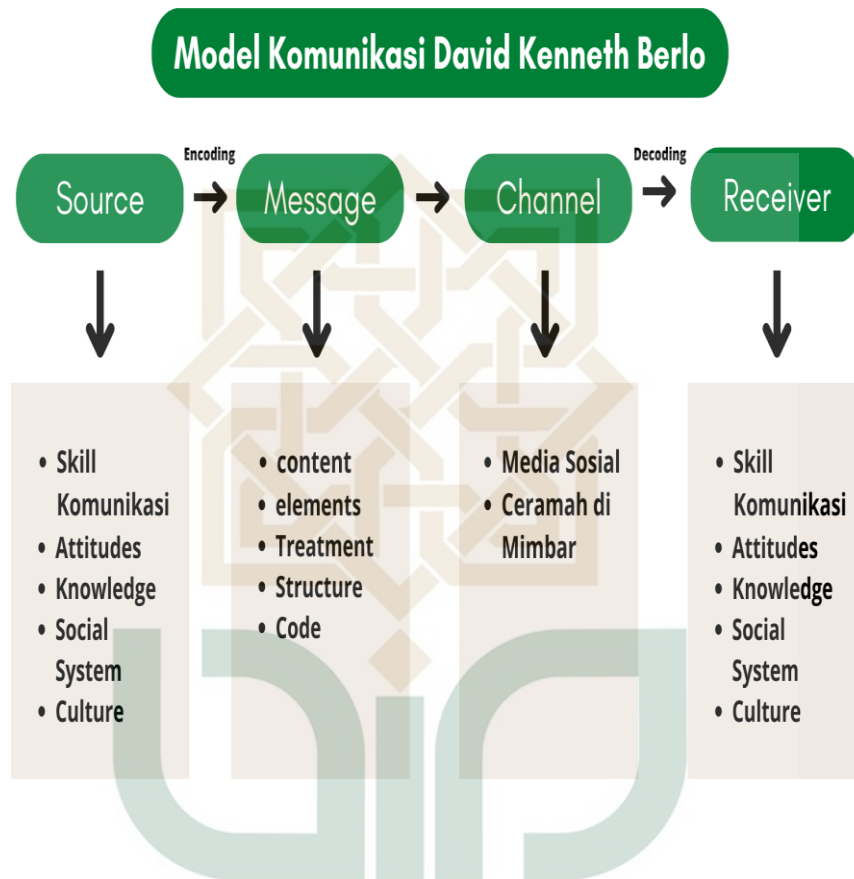 Model Komunikasi David Kenneth Berlo
Encoding
Decoding
Source
Message
Channel
Receiver
• Skill
Komunikasi
• Attitudes
• Knowledge
• Social
System
• Culture
• content
• elements
• Treatment
• Structure
• Code
• Media Sosial
• Ceramah di
Mimbar
• Skill
Komunikasi
• Attitudes
• Knowledge
• Social
System
• Culture